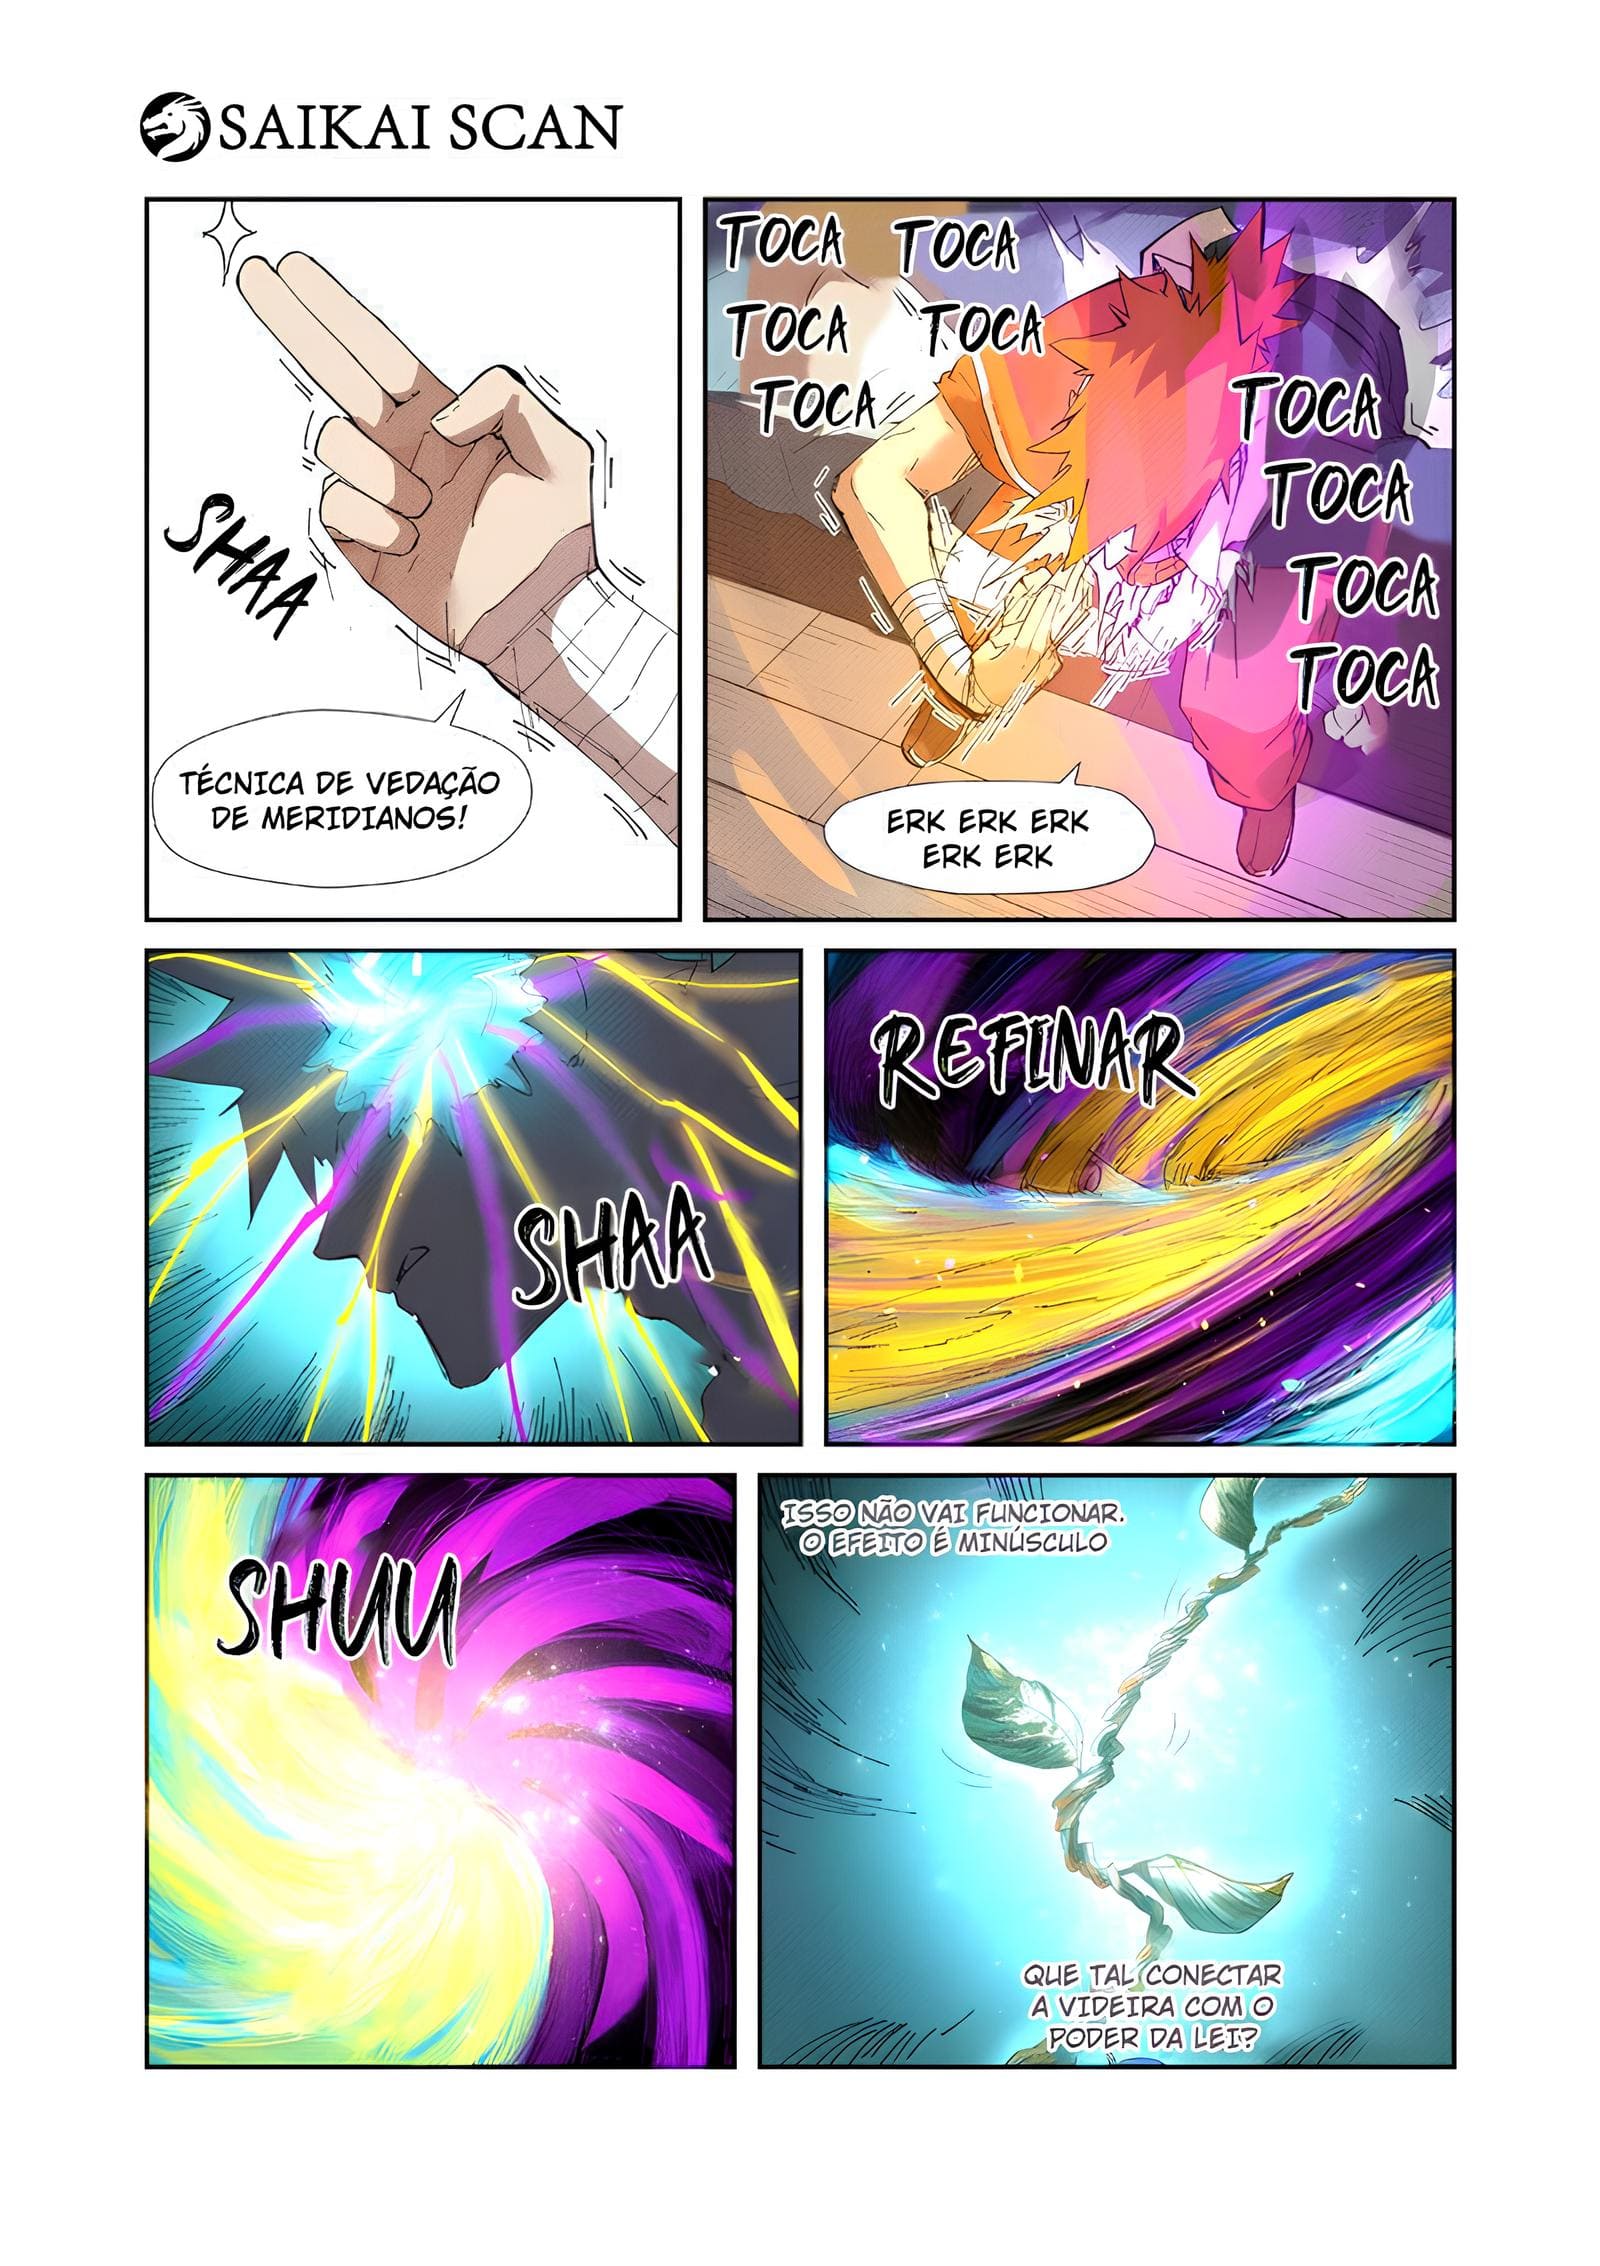 SAIKAI SCAN
SHAA
TÉCNICA DE VEDAÇÃO
DE MERIDIANOS!
TOCA TOCA
TOCA TOCA
TOCA
TOCA
TOCA
TOCA
TOCA
ERK ERK ERK
ERK ERK
SHAA
REFINAR
SHUU
ISSO NÃO VAI FUNCIONAR.
O EFEITO É MINÚSCULO
QUE TAL CONECTAR
A VIDEIRA COM O
PODER DA LEI?